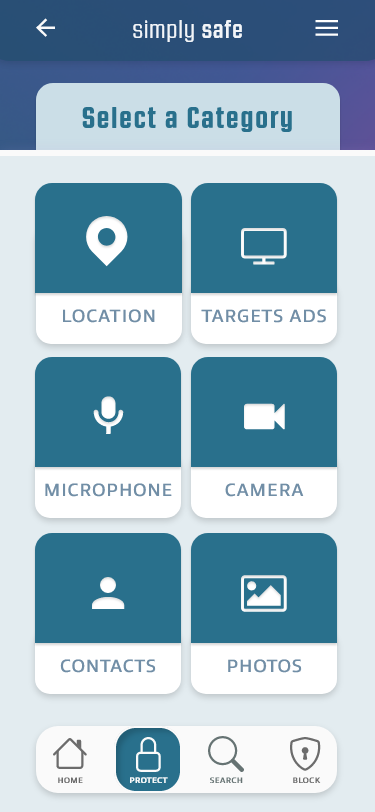 simply safe
Select a Category
LOCATION
TARGETS ADS
MICROPHONE
CAMERA
CONTACTS
PHOTOS
HOME
PROTECT
SEARCH
BLOCK